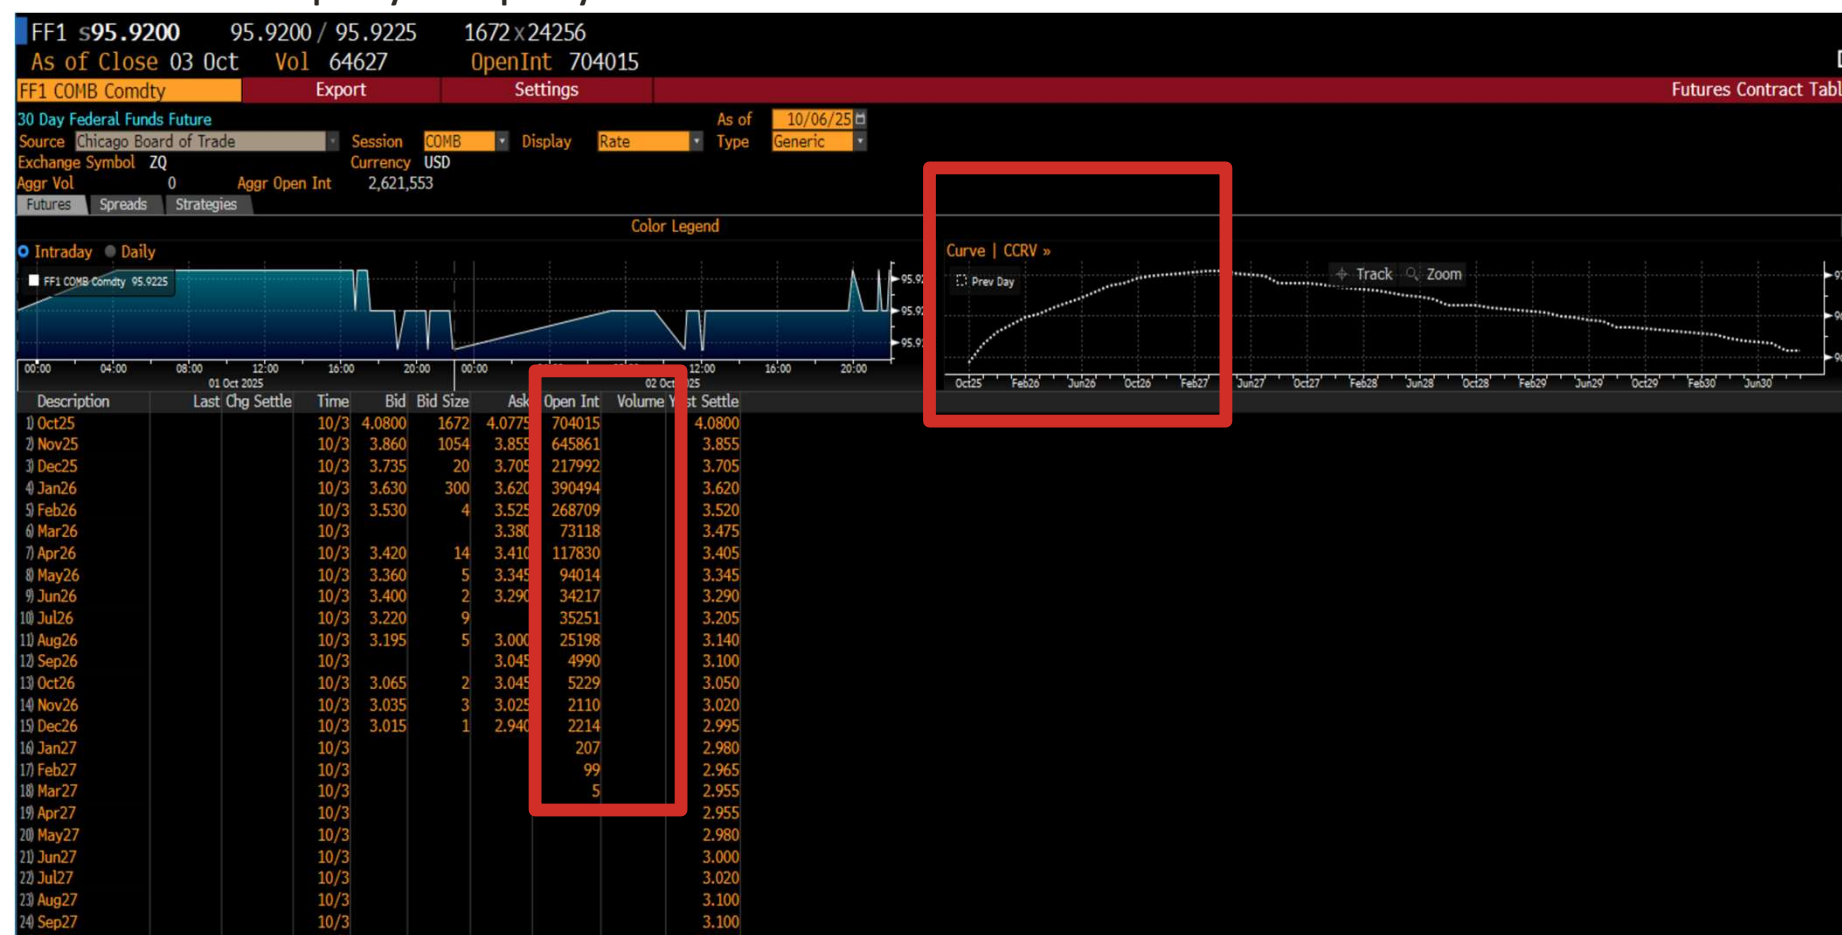 FF1 s95.9200 95.9200 / 95.9225 1672 x 24256
As of Close 03 Oct Vol 64627 OpenInt 704015
FF1 COMB Comdty Export Settings Futures Contract Tabl
30 Day Federal Funds Future As of 10/06/25
Source Chicago Board of Trade Session COMB Display Rate Type Generic
Exchange Symbol ZQ Currency USD
Aggr Vol 0 Aggr Open Int 2,621,553
Futures Spreads Strategies
Color Legend
Intraday Daily
FF1 COMB Comdty 95.9225
95.9
95.9
95.9
00:00 04:00 08:00 12:00 16:00 20:00 00:00 12:00 16:00 20:00
01 Oct 2025 02 Oct 2025
Curve | CCRV »
Prev Day
Track Zoom
Oct25 Feb26 Jun26 Oct26 Feb27 Jun27 Oct27 Feb28 Jun28 Oct28 Feb29 Jun29 Oct29 Feb30 Jun30
Description Last Chg Settle Time Bid Bid Size Ask Open Int Volume Y st Settle
1) Oct25 10/3 4.0800 1672 4.0775 704015 4.0800
2) Nov25 10/3 3.860 1054 3.855 645861 3.855
3) Dec25 10/3 3.735 20 3.705 217992 3.705
4) Jan26 10/3 3.630 300 3.620 390494 3.620
5) Feb26 10/3 3.530 4 3.525 268709 3.520
6) Mar26 10/3 3.380 73118 3.475
7) Apr26 10/3 3.420 14 3.410 117830 3.405
8) May26 10/3 3.360 5 3.345 94014 3.345
9) Jun26 10/3 3.400 2 3.290 34217 3.290
10) Jul26 10/3 3.220 9 35251 3.205
11) Aug26 10/3 3.195 5 3.000 25198 3.140
12) Sep26 10/3 3.045 4990 3.100
13) Oct26 10/3 3.065 2 3.045 5229 3.050
14) Nov26 10/3 3.035 3 3.025 2110 3.020
15) Dec26 10/3 3.015 1 2.940 2214 2.995
16) Jan27 10/3 207 2.980
17) Feb27 10/3 99 2.965
18) Mar27 10/3 5 2.955
19) Apr27 10/3 2.955
20) May27 10/3 2.980
21) Jun27 10/3 3.000
22) Jul27 10/3 3.020
23) Aug27 10/3 3.100
24) Sep27 10/3 3.100